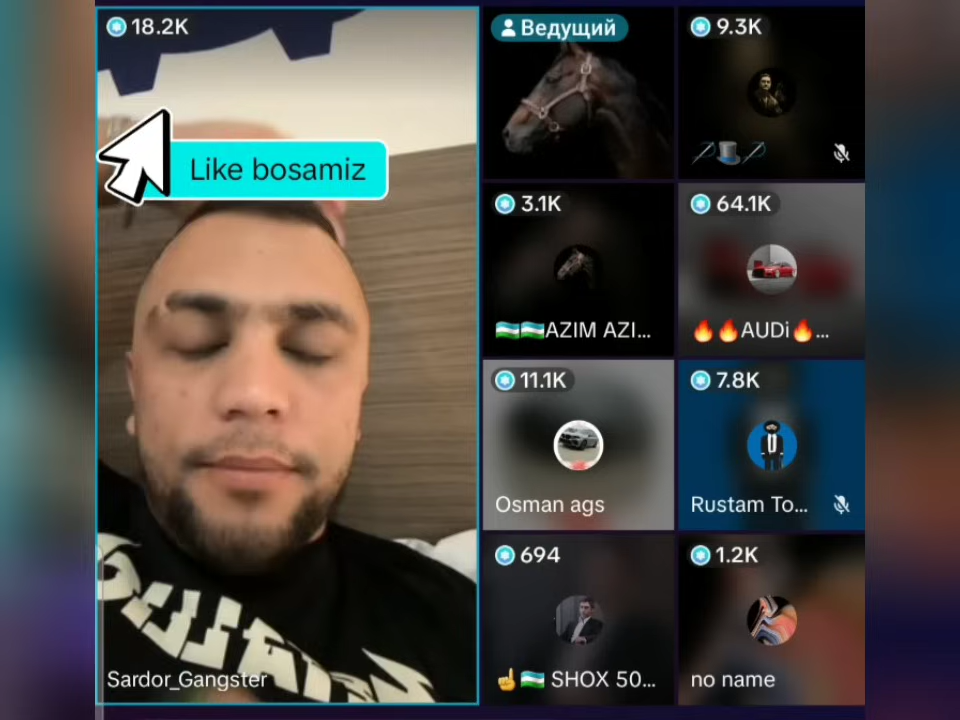 18.2K
Like bosamiz
Sardor_Gangster
Ведущий
9.3K
3.1K
🇺🇿🇺🇿AZIM AZI...
64.1K
🔥🔥AUDi🔥...
11.1K
Osman ags
7.8K
Rustam To...
694
☝️🇺🇿 SHOX 50...
1.2K
no name